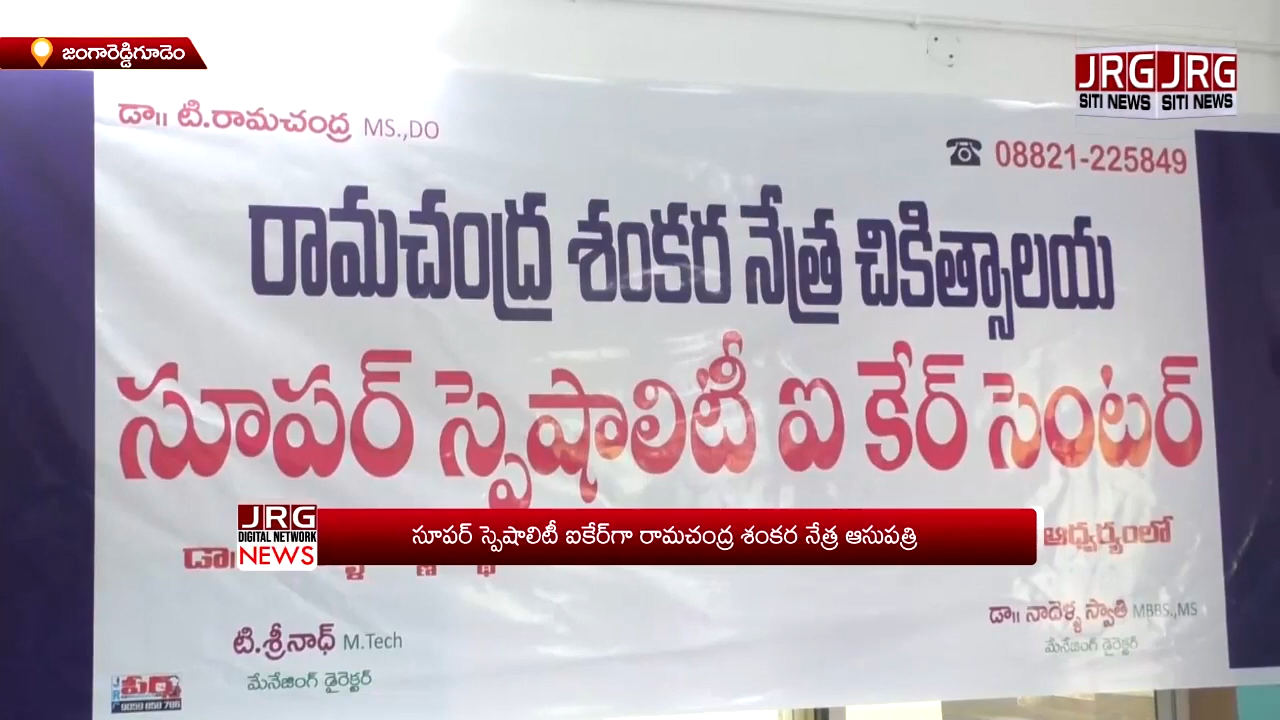 జంగారెడ్డిగూడెం
JRG JRG
SITI NEWS SITI NEWS
డా॥ టి.రామచంద్ర MS.,DO
☎ 08821-225849
రామచంద్ర శంకర నేత్ర చికిత్సాలయ
సూపర్ స్పెషాలిటీ ఐ కేర్ సెంటర్
JRG
DIGITAL NETWORK
NEWS
సూపర్ స్పెషాలిటీ ఐకేర్‌గా రామచంద్ర శంకర నేత్ర ఆసుపత్రి
డా॥ ఆధ్వర్యంలో
టి.శ్రీనాధ్ M.Tech
మేనేజింగ్ డైరెక్టర్
డా॥ నాదెళ్ళ స్వాతి MBBS.,MS
మేనేజింగ్ డైరెక్టర్